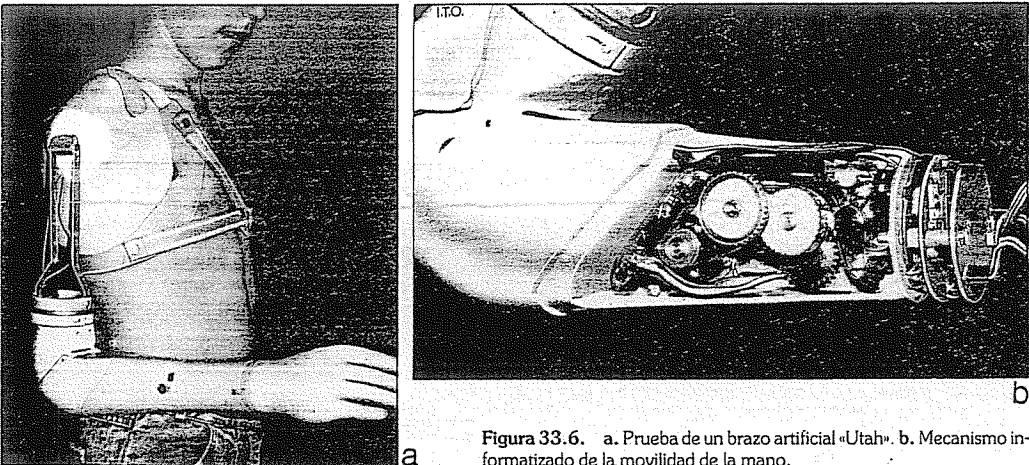 I.T.O.
a
b
Figura 33.6. a. Prueba de un brazo artificial «Utah». b. Mecanismo in-
formatizado de la movilidad de la mano.